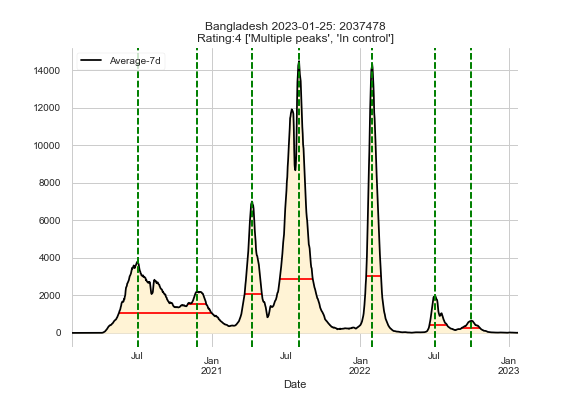 Bangladesh 2023-01-25: 2037478
Rating:4 ['Multiple peaks', 'In control']
Average-7d
14000
12000
10000
8000
6000
4000
2000
0
Jul
Jan
2021
Jul
Jan
2022
Jul
Jan
2023
Date